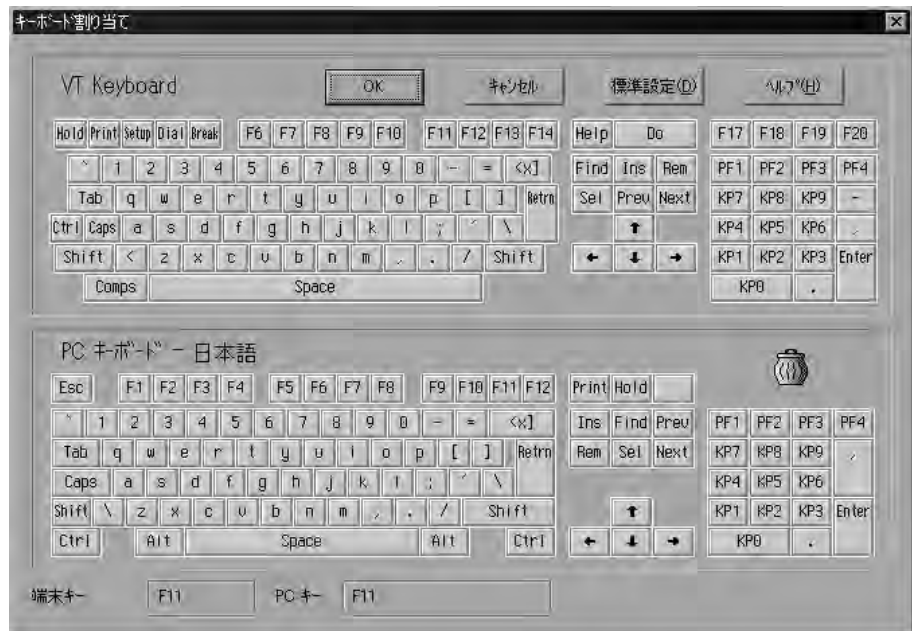 キーボード割り当て
VT Keyboard OK キャンセル 標準設定(D) ヘルプ(H)
Hold Print Setup Dial Break F6 F7 F8 F9 F10 F11 F12 F13 F14 Help Do F17 F18 F19 F20
` 1 2 3 4 5 6 7 8 9 0 - = <x] Find Ins Rem PF1 PF2 PF3 PF4
Tab q w e r t y u i o p [ ] Retrn Sel Prev Next KP7 KP8 KP9 -
Ctrl Caps a s d f g h j k l ; ´ \ ↑ KP4 KP5 KP6 ,
Shift < z x c v b n m , . / Shift ← ↓ → KP1 KP2 KP3 Enter
Comps Space KP0 .
PC キーボード - 日本語
Esc F1 F2 F3 F4 F5 F6 F7 F8 F9 F10 F11 F12 Print Hold
` 1 2 3 4 5 6 7 8 9 0 - = <x] Ins Find Prev PF1 PF2 PF3 PF4
Tab q w e r t y u i o p [ ] Retrn Rem Sel Next KP7 KP8 KP9 ,
Caps a s d f g h j k l ; ´ \ KP4 KP5 KP6
Shift \ z x c v b n m , . / Shift ↑ KP1 KP2 KP3 Enter
Ctrl Alt Space Alt Ctrl ← ↓ → KP0 .
端末キー F11 PC キー F11